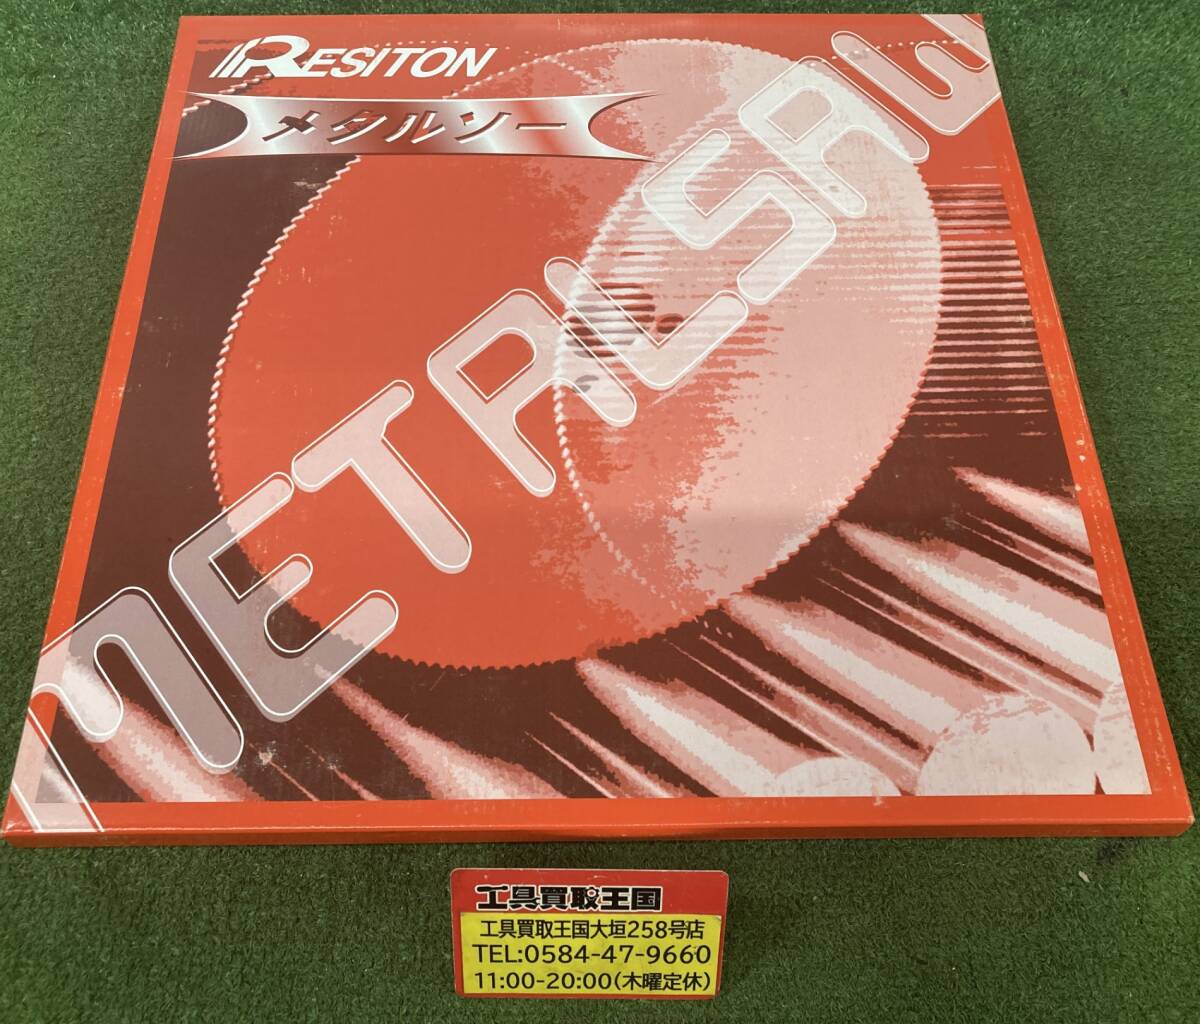 RESITON
メタルソー
METALSAW
工具買取王国
工具買取王国大垣258号店
TEL:0584-47-9660
11:00-20:00(木曜定休)